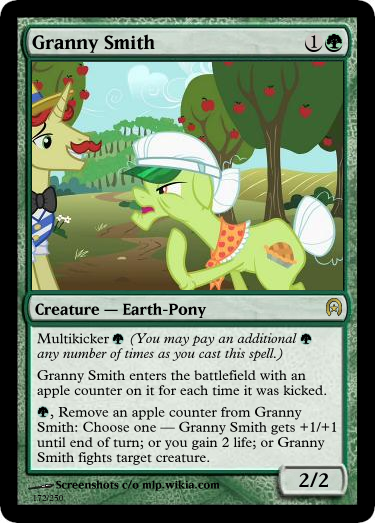 Granny Smith 1
Creature — Earth-Pony
Multikicker (You may pay an additional
any number of times as you cast this spell.)
Granny Smith enters the battlefield with an
apple counter on it for each time it was kicked.
, Remove an apple counter from Granny
Smith: Choose one — Granny Smith gets +1/+1
until end of turn; or you gain 2 life; or Granny
Smith fights target creature.
2/2
Screenshots c/o mlp.wikia.com
172/250